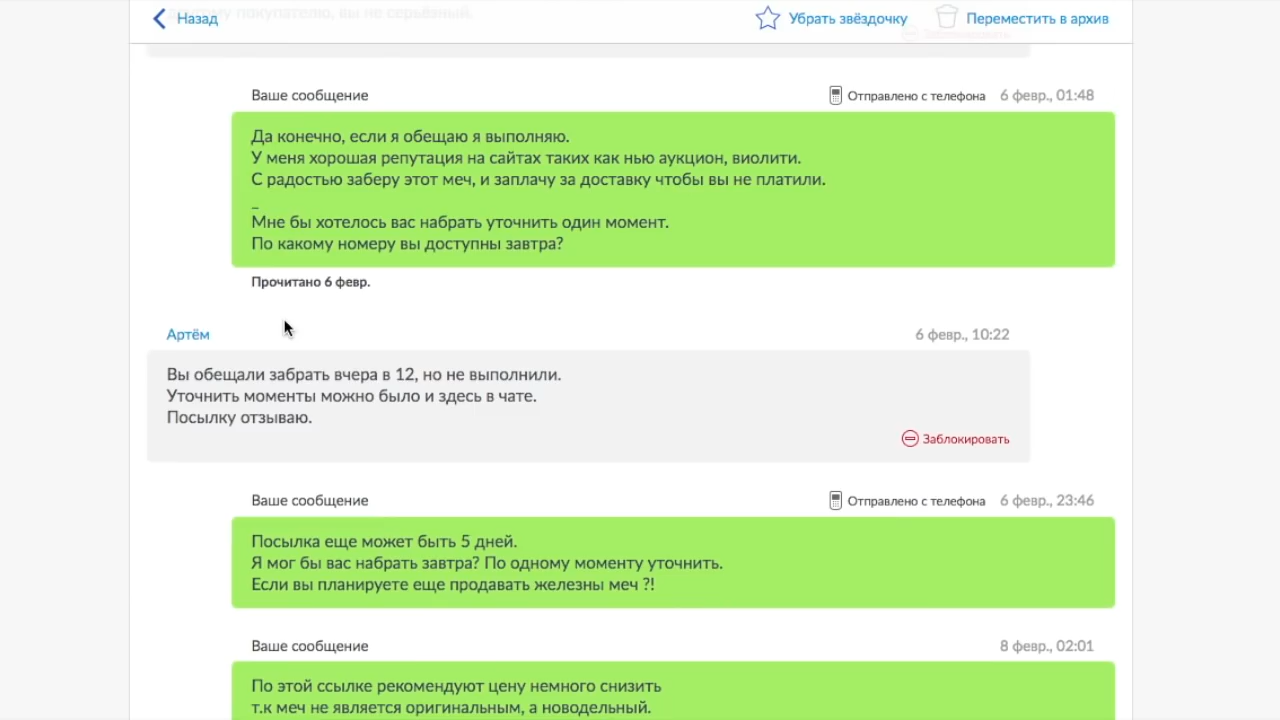 другому покупателю, вы не серьёзный.
Назад
Убрать звёздочку
Переместить в архив
Заблокировать
Ваше сообщение
Отправлено с телефона
6 февр., 01:48
Да конечно, если я обещаю я выполняю.
У меня хорошая репутация на сайтах таких как нью аукцион, виолити.
С радостью заберу этот меч, и заплачу за доставку чтобы вы не платили.
_
Мне бы хотелось вас набрать уточнить один момент.
По какому номеру вы доступны завтра?
Прочитано 6 февр.
Артём
6 февр., 10:22
Вы обещали забрать вчера в 12, но не выполнили.
Уточнить моменты можно было и здесь в чате.
Посылку отзываю.
Заблокировать
Ваше сообщение
Отправлено с телефона
6 февр., 23:46
Посылка еще может быть 5 дней.
Я мог бы вас набрать завтра? По одному моменту уточнить.
Если вы планируете еще продавать железны меч ?!
Ваше сообщение
8 февр., 02:01
По этой ссылке рекомендуют цену немного снизить
т.к меч не является оригинальным, а новодельный.